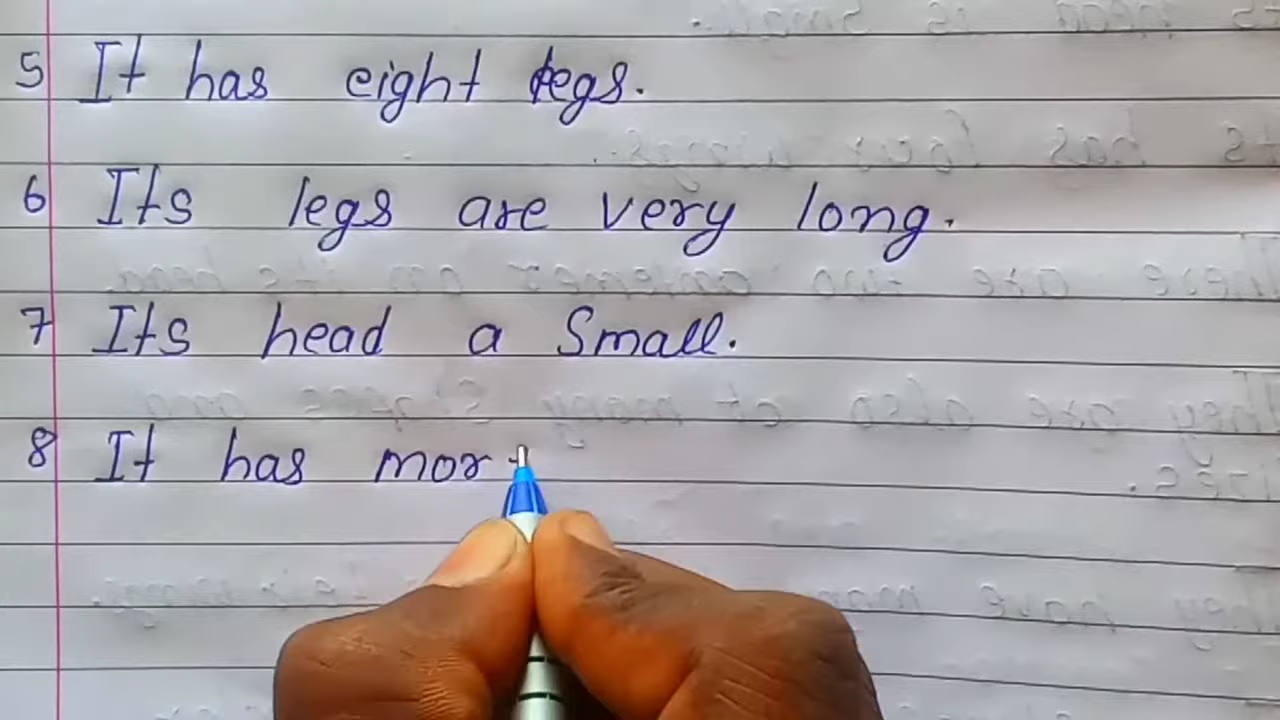 5 It has eight legs.
6 Its legs are very long.
7 Its head a Small.
8 It has mor